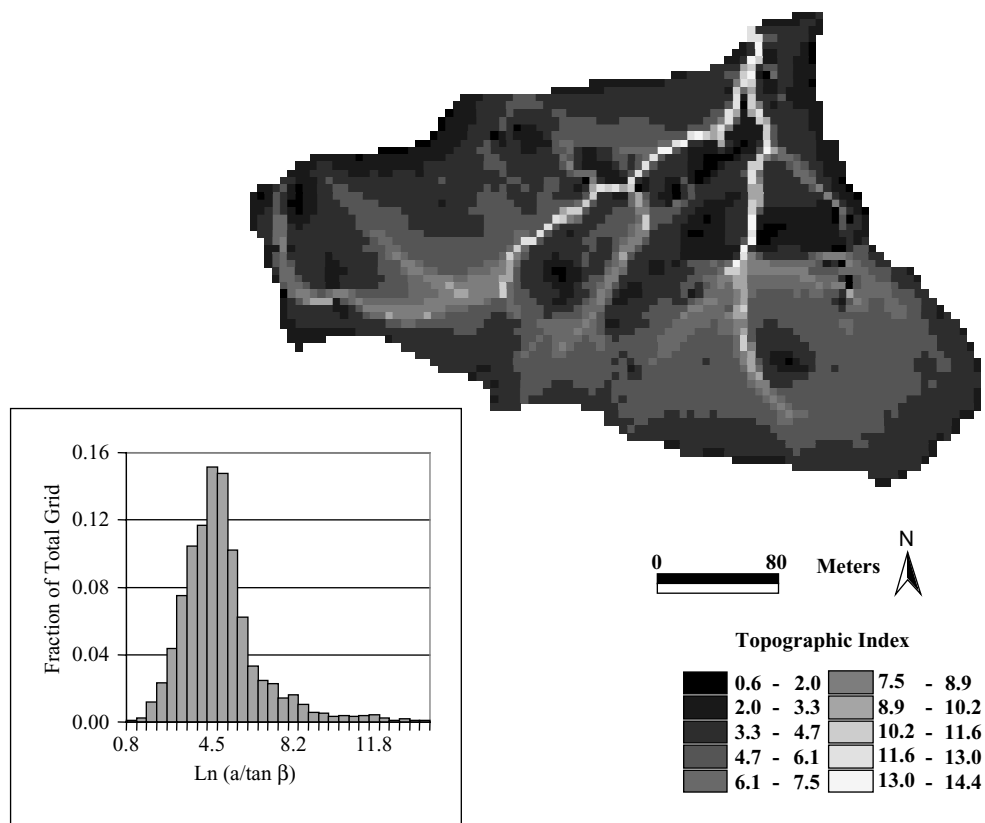 0.16
0.12
0.08
0.04
0.00
Fraction of Total Grid
0.8 4.5 8.2 11.8
Ln (a/tan β)
0 80 Meters
N
Topographic Index
0.6 - 2.0
2.0 - 3.3
3.3 - 4.7
4.7 - 6.1
6.1 - 7.5
7.5 - 8.9
8.9 - 10.2
10.2 - 11.6
11.6 - 13.0
13.0 - 14.4